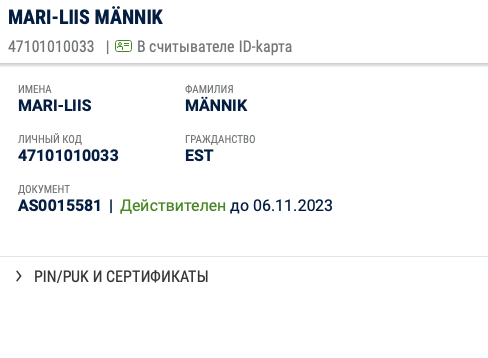 MARI-LIIS MÄNNIK
47101010033 | В считывателе ID-карта
ИМЕНА ФАМИЛИЯ
MARI-LIIS MÄNNIK
ЛИЧНЫЙ КОД ГРАЖДАНСТВО
47101010033 EST
ДОКУМЕНТ
AS0015581 | Действителен до 06.11.2023
PIN/PUK И СЕРТИФИКАТЫ